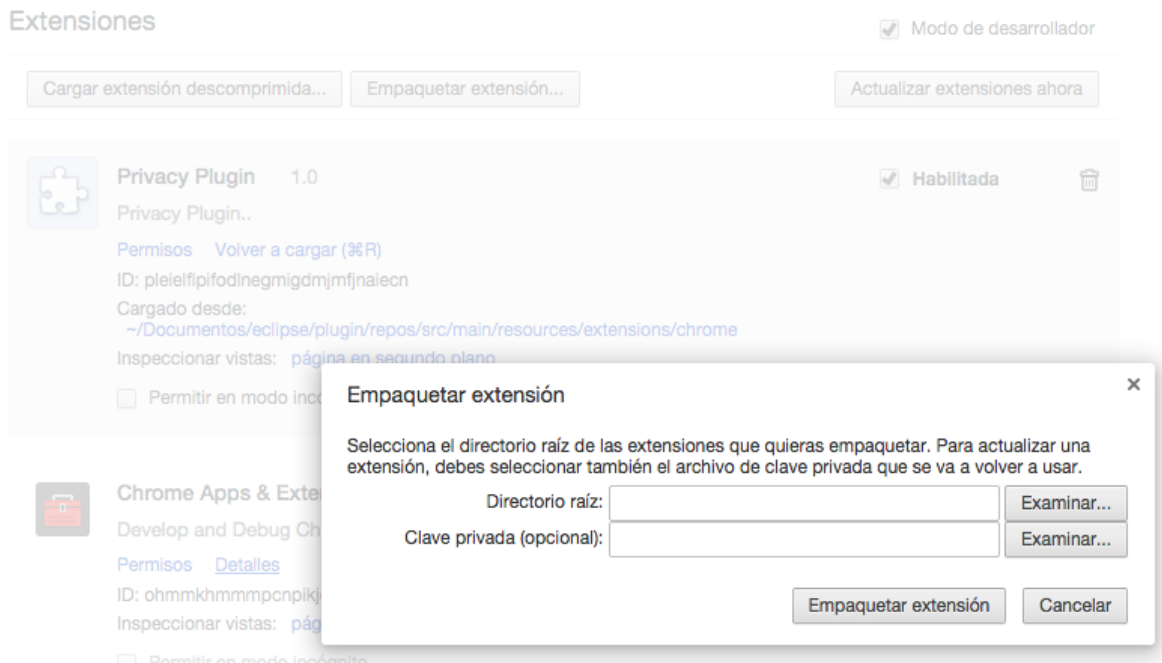 Extensiones
Modo de desarrollador
Cargar extensión descomprimida...
Empaquetar extensión...
Actualizar extensiones ahora
Privacy Plugin 1.0
Habilitada
Privacy Plugin..
Permisos Volver a cargar (⌘R)
ID: pleielflpifodlnegmigdmjmfjnaiecn
Cargado desde:
~/Documentos/eclipse/plugin/repos/src/main/resources/extensions/chrome
Inspeccionar vistas: página en segundo plano
Permitir en modo incó
Empaquetar extensión
Selecciona el directorio raíz de las extensiones que quieras empaquetar. Para actualizar una
extensión, debes seleccionar también el archivo de clave privada que se va a volver a usar.
Directorio raíz:
Examinar...
Clave privada (opcional):
Examinar...
Empaquetar extensión
Cancelar
Chrome Apps & Exte
Develop and Debug Ch
Permisos Detalles
ID: ohmmkhmmmpcnpikj
Inspeccionar vistas: pág
Permitir en modo incógnito